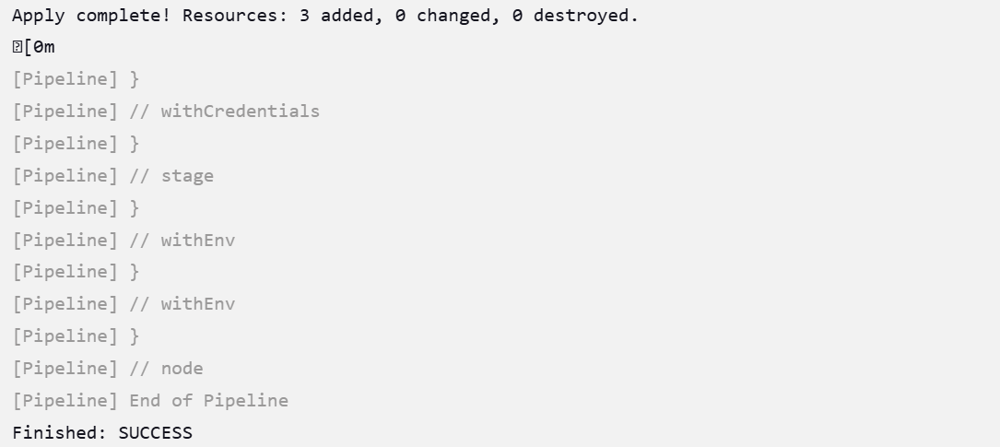 Apply complete! Resources: 3 added, 0 changed, 0 destroyed.
[0m
[Pipeline] }
[Pipeline] // withCredentials
[Pipeline] }
[Pipeline] // stage
[Pipeline] }
[Pipeline] // withEnv
[Pipeline] }
[Pipeline] // withEnv
[Pipeline] }
[Pipeline] // node
[Pipeline] End of Pipeline
Finished: SUCCESS